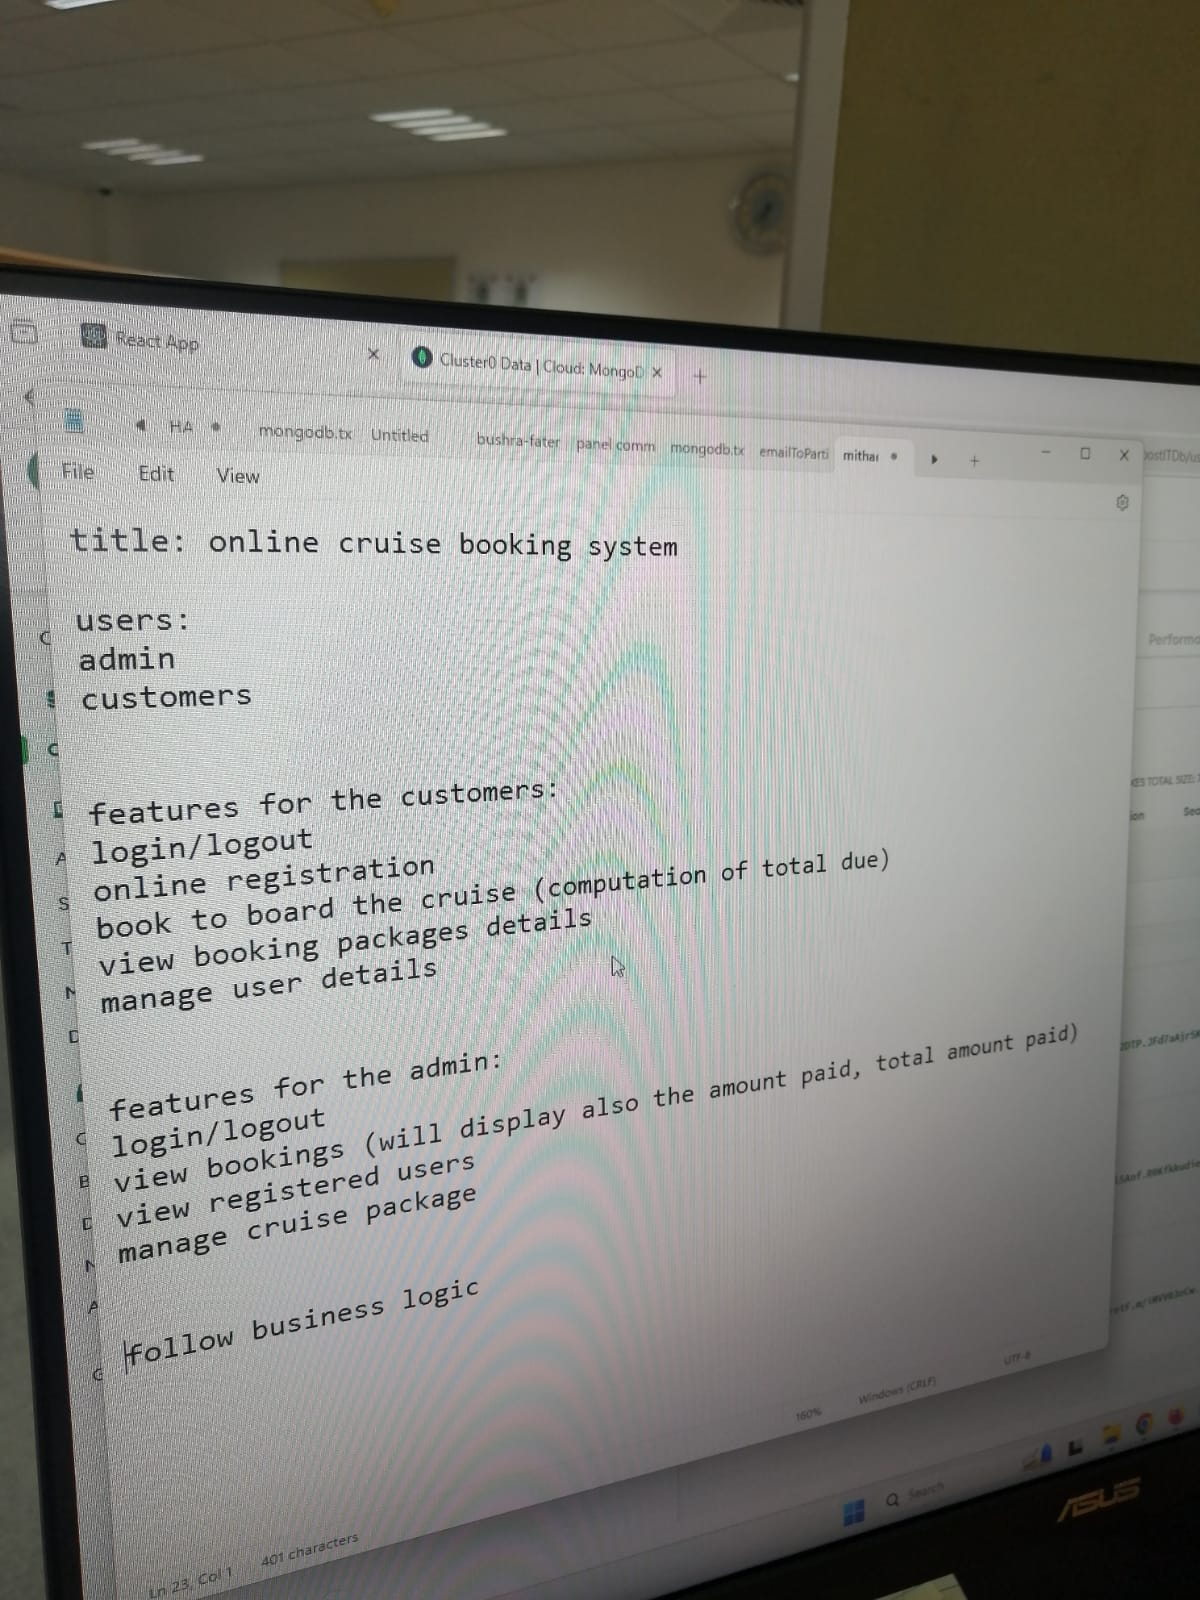 React App
Cluster0 Data | Cloud: MongoD
HA
mongodb.tx
Untitled
bushra-fater
panel comm
mongodb.tx
emailToParti
mithar
File
Edit
View
title: online cruise booking system
users:
admin
customers
features for the customers:
login/logout
online registration
book to board the cruise (computation of total due)
view booking packages details
manage user details
features for the admin:
login/logout
view bookings (will display also the amount paid, total amount paid)
view registered users
manage cruise package
follow business logic
Ln 23, Col 1
401 characters
160%
Windows (CRLF)
UTF-8
Search
ASUS